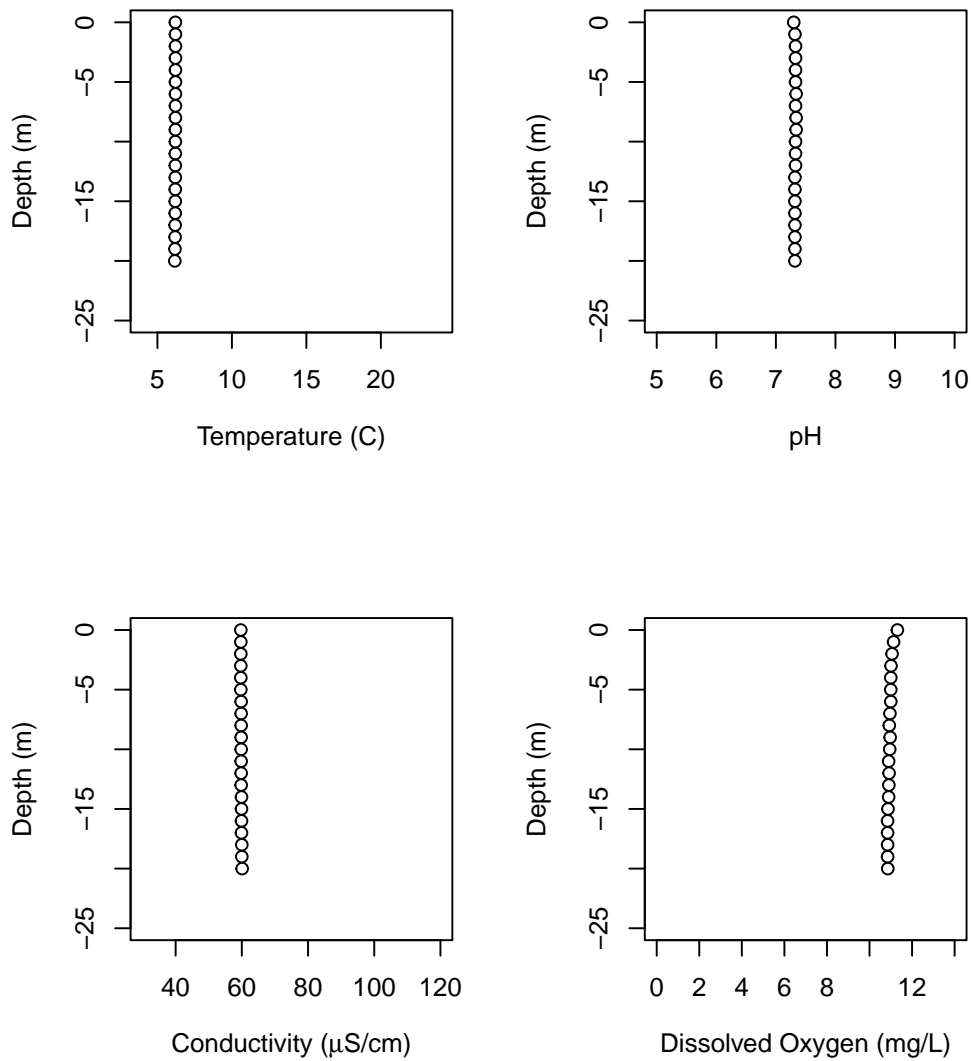 0
−5
−15
−25
Depth (m)
5 10 15 20
Temperature (C)
0
−5
−15
−25
Depth (m)
5 6 7 8 9 10
pH
0
−5
−15
−25
Depth (m)
40 60 80 100 120
Conductivity (µS/cm)
0
−5
−15
−25
Depth (m)
0 2 4 6 8 12
Dissolved Oxygen (mg/L)